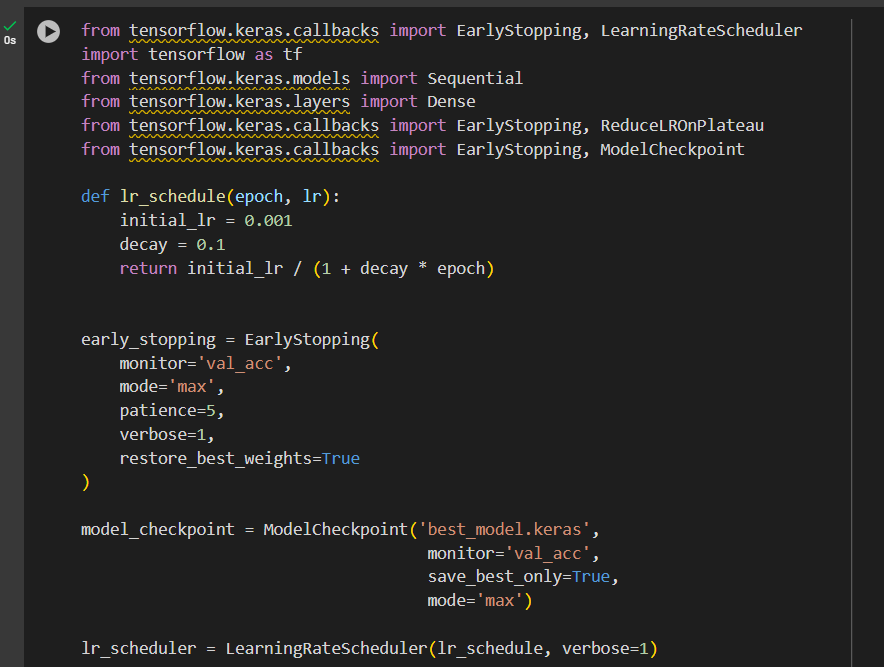 from tensorflow.keras.callbacks import EarlyStopping, LearningRateScheduler
import tensorflow as tf
from tensorflow.keras.models import Sequential
from tensorflow.keras.layers import Dense
from tensorflow.keras.callbacks import EarlyStopping, ReduceLROnPlateau
from tensorflow.keras.callbacks import EarlyStopping, ModelCheckpoint
def lr_schedule(epoch, lr):
    initial_lr = 0.001
    decay = 0.1
    return initial_lr / (1 + decay * epoch)
early_stopping = EarlyStopping(
    monitor='val_acc',
    mode='max',
    patience=5,
    verbose=1,
    restore_best_weights=True
)
model_checkpoint = ModelCheckpoint('best_model.keras',
                                    monitor='val_acc',
                                    save_best_only=True,
                                    mode='max')
lr_scheduler = LearningRateScheduler(lr_schedule, verbose=1)
0s